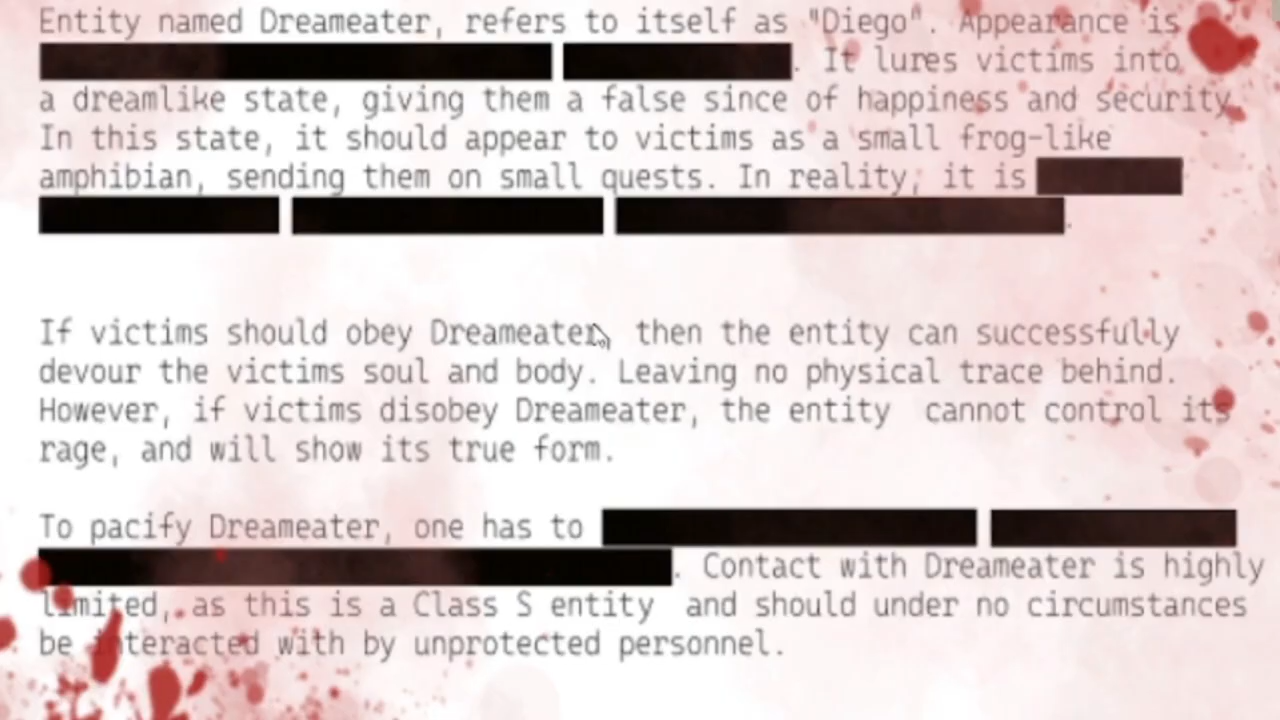 Entity named Dreameater, refers to itself as "Diego". Appearance is
. It lures victims into
a dreamlike state, giving them a false since of happiness and security.
In this state, it should appear to victims as a small frog-like
amphibian, sending them on small quests. In reality, it is
.
If victims should obey Dreameater, then the entity can successfully
devour the victims soul and body. Leaving no physical trace behind.
However, if victims disobey Dreameater, the entity cannot control its
rage, and will show its true form.
To pacify Dreameater, one has to
. Contact with Dreameater is highly
limited, as this is a Class S entity and should under no circumstances
be interacted with by unprotected personnel.